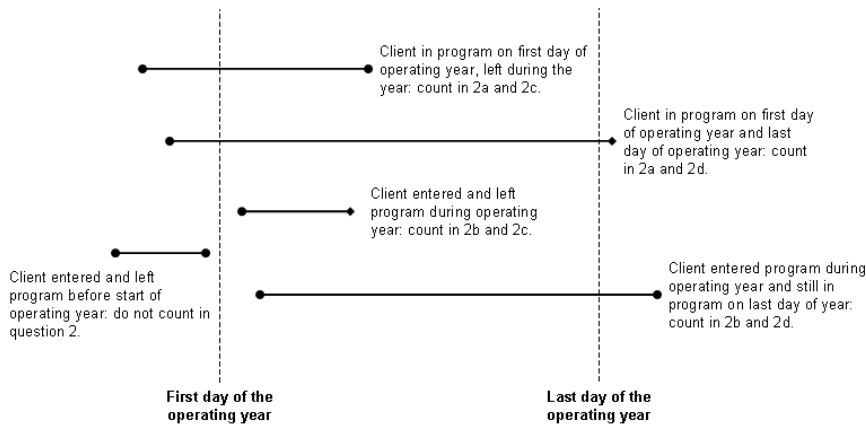 Client in program on first day of
operating year, left during the
year: count in 2a and 2c.
Client in program on first day
of operating year and last
day of operating year: count
in 2a and 2d.
Client entered and left
program during operating
year: count in 2b and 2c.
Client entered and left
program before start of
operating year: do not count in
question 2.
Client entered program during
operating year and still in
program on last day of year:
count in 2b and 2d.
First day of the
operating year
Last day of the
operating year